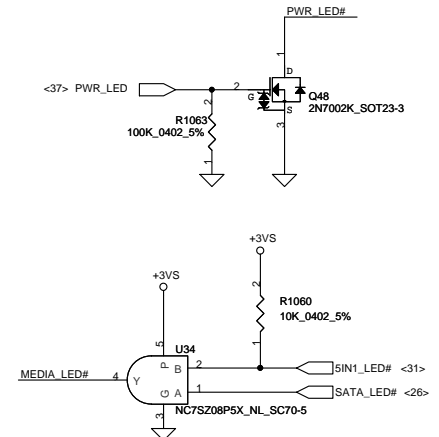 PWR_LED#
1
D
<37> PWR_LED
2
G
Q48
2N7002K_SOT23-3
S
3
2
R1063
100K_0402_5%
1
+3VS
+3VS
2
R1060
10K_0402_5%
1
5
U34
MEDIA_LED#
4
Y
P
B
2
5IN1_LED# <31>
G
A
1
SATA_LED# <26>
3
NC7SZ08P5X_NL_SC70-5